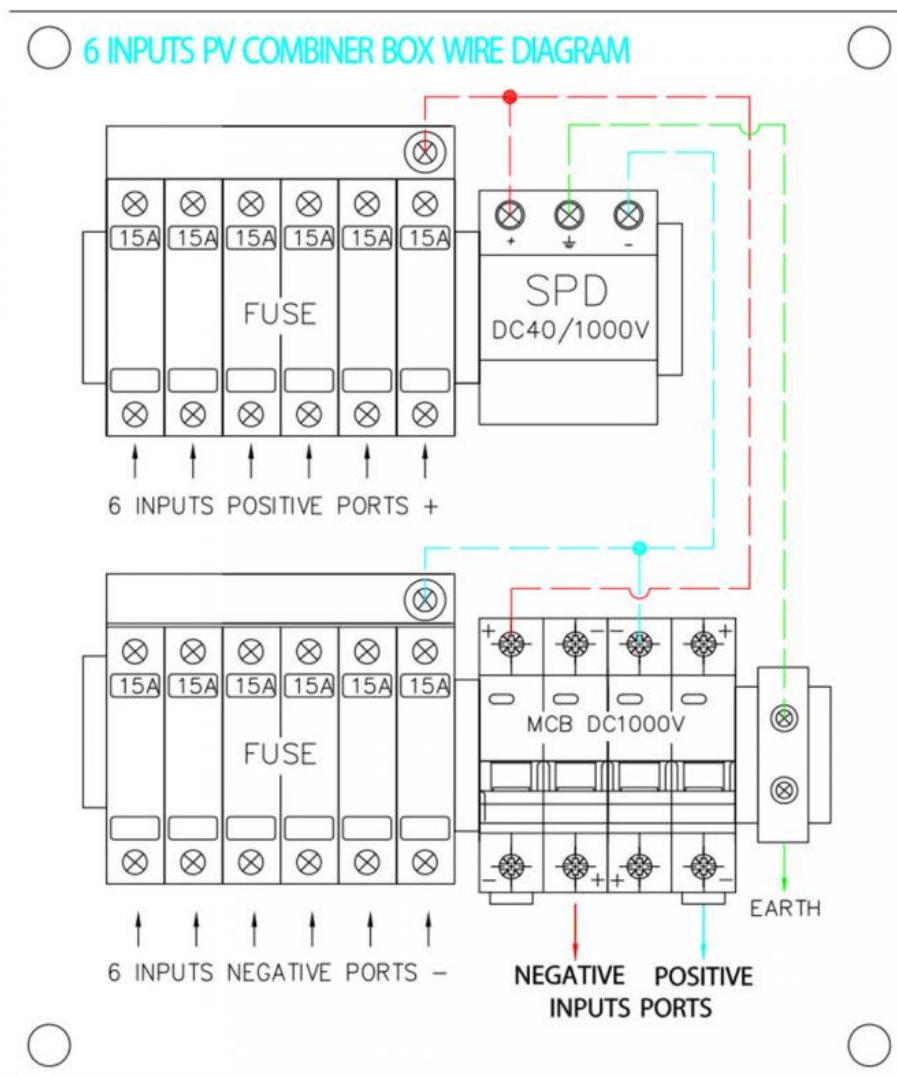 6 INPUTS PV COMBINER BOX WIRE DIAGRAM
15A 15A 15A 15A 15A 15A
FUSE
+ ⏚ -
SPD
DC40/1000V
6 INPUTS POSITIVE PORTS +
15A 15A 15A 15A 15A 15A
FUSE
+ - - +
MCB DC1000V
- + + -
EARTH
6 INPUTS NEGATIVE PORTS -
NEGATIVE POSITIVE
INPUTS PORTS